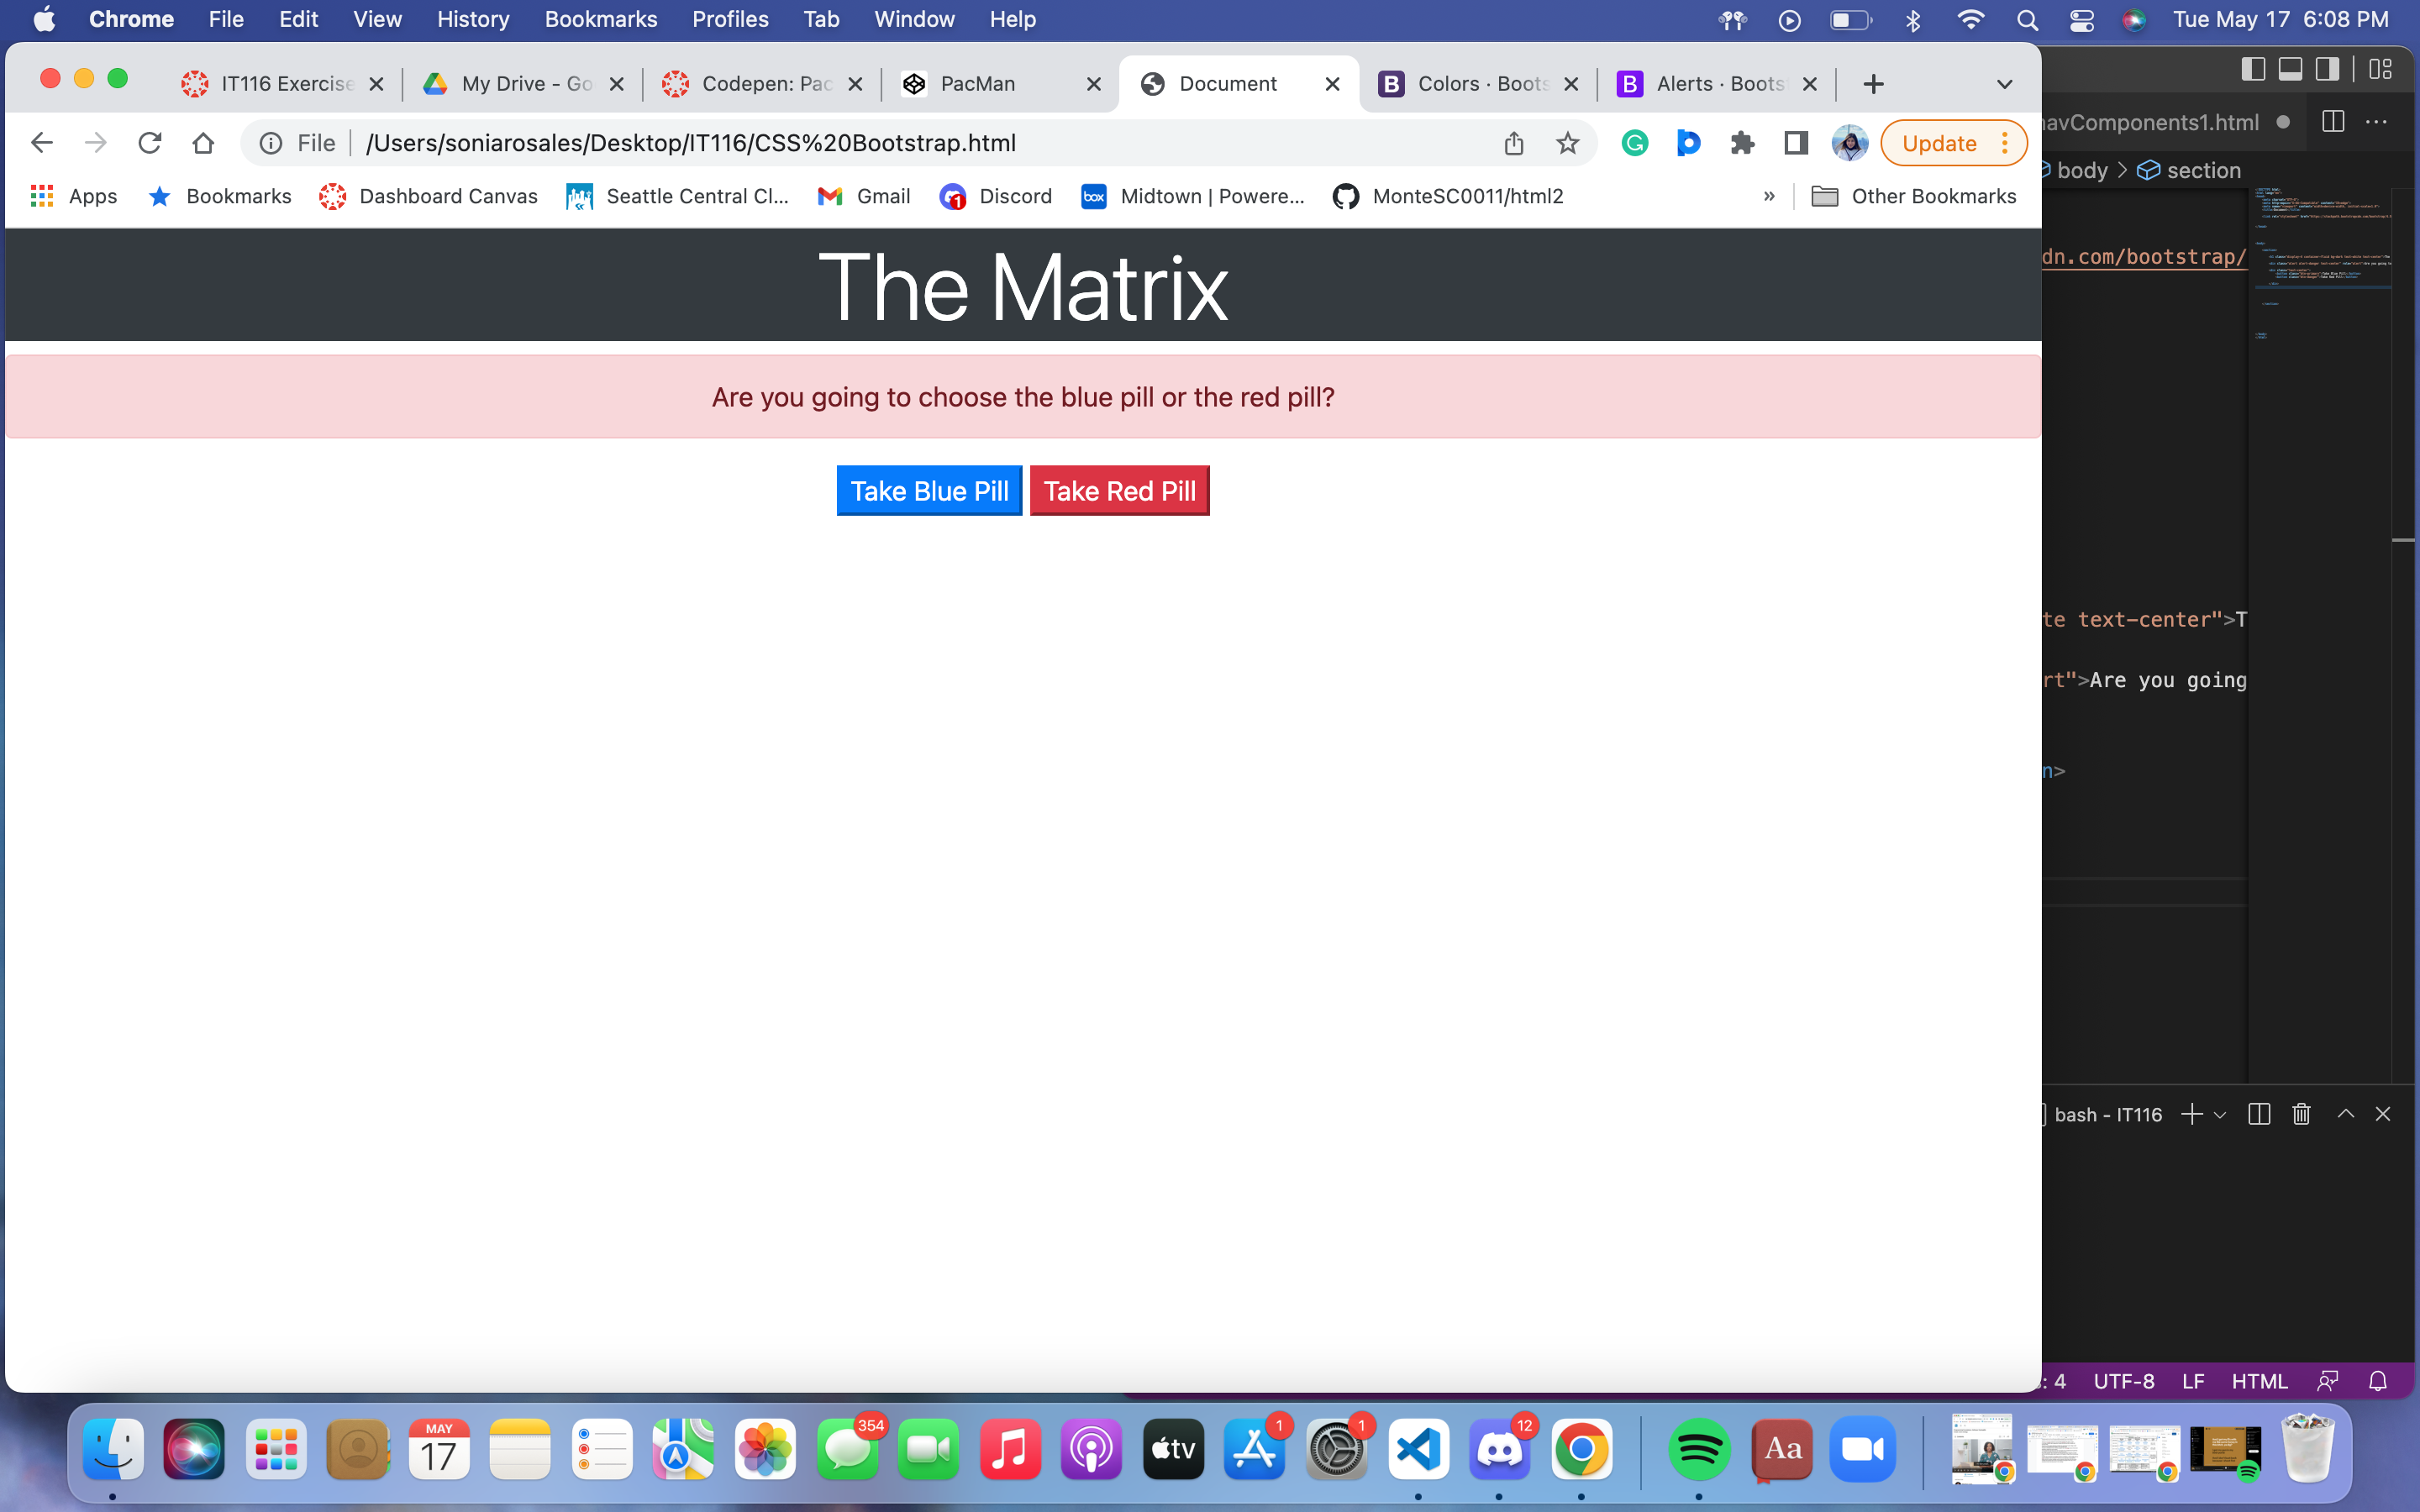 Chrome File Edit View History Bookmarks Profiles Tab Window Help Tue May 17 6:08 PM
IT116 Exercise My Drive - Go Codepen: Pac PacMan Document Colors · Boots Alerts · Boots
File /Users/soniarosales/Desktop/IT116/CSS%20Bootstrap.html Update
navComponents1.html
Apps Bookmarks Dashboard Canvas Seattle Central Cl... Gmail Discord box Midtown | Powere... MonteSC0011/html2 » Other Bookmarks
body > section
The Matrix
dn.com/bootstrap/
Are you going to choose the blue pill or the red pill?
Take Blue Pill Take Red Pill
te text-center">T
rt">Are you going
n>
bash - IT116
: 4 UTF-8 LF HTML
MAY
17
354
tv
1
1
12
Aa